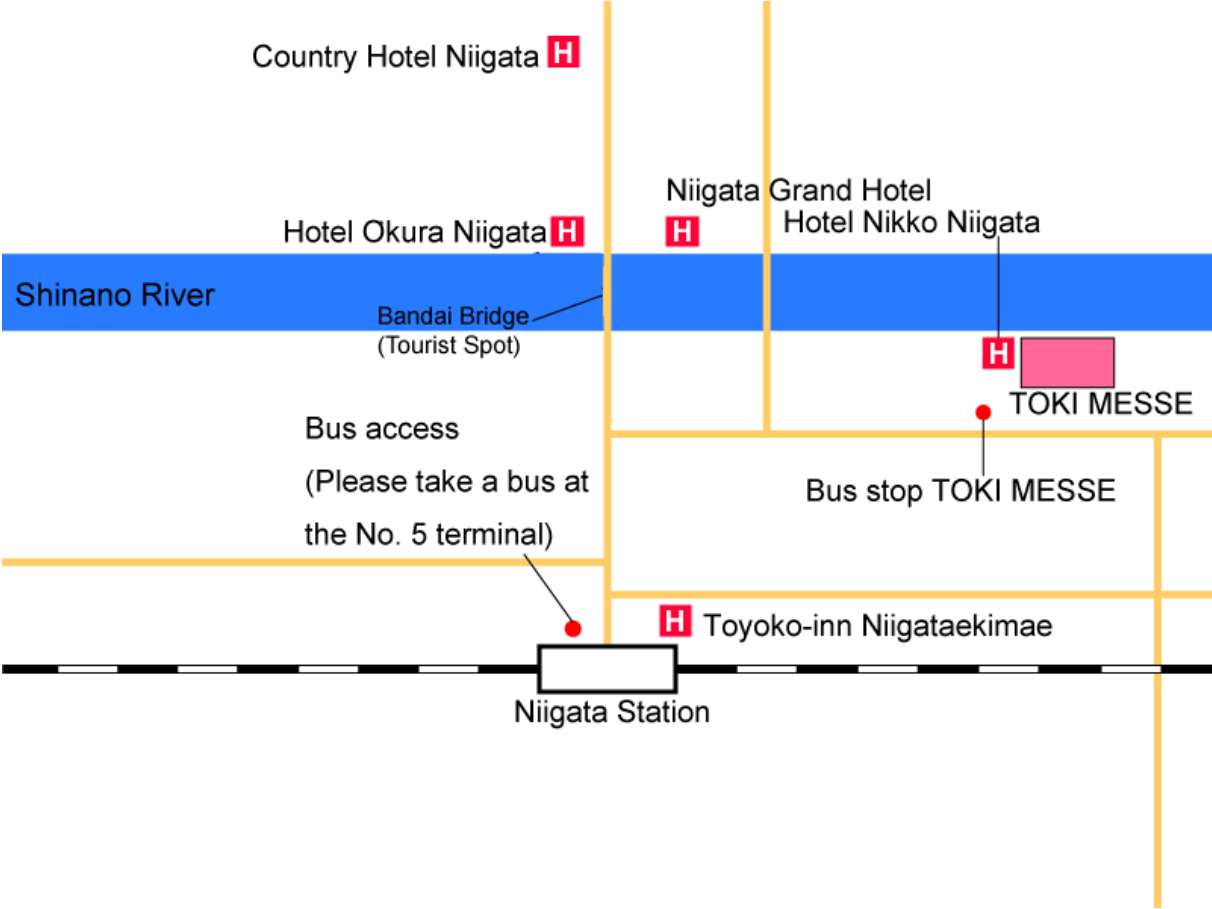 Country Hotel Niigata H
Niigata Grand Hotel
Hotel Okura Niigata H
H
Hotel Nikko Niigata
Shinano River
Bandai Bridge
(Tourist Spot)
H
TOKI MESSE
Bus access
(Please take a bus at
the No. 5 terminal)
Bus stop TOKI MESSE
H Toyoko-inn Niigataekimae
Niigata Station